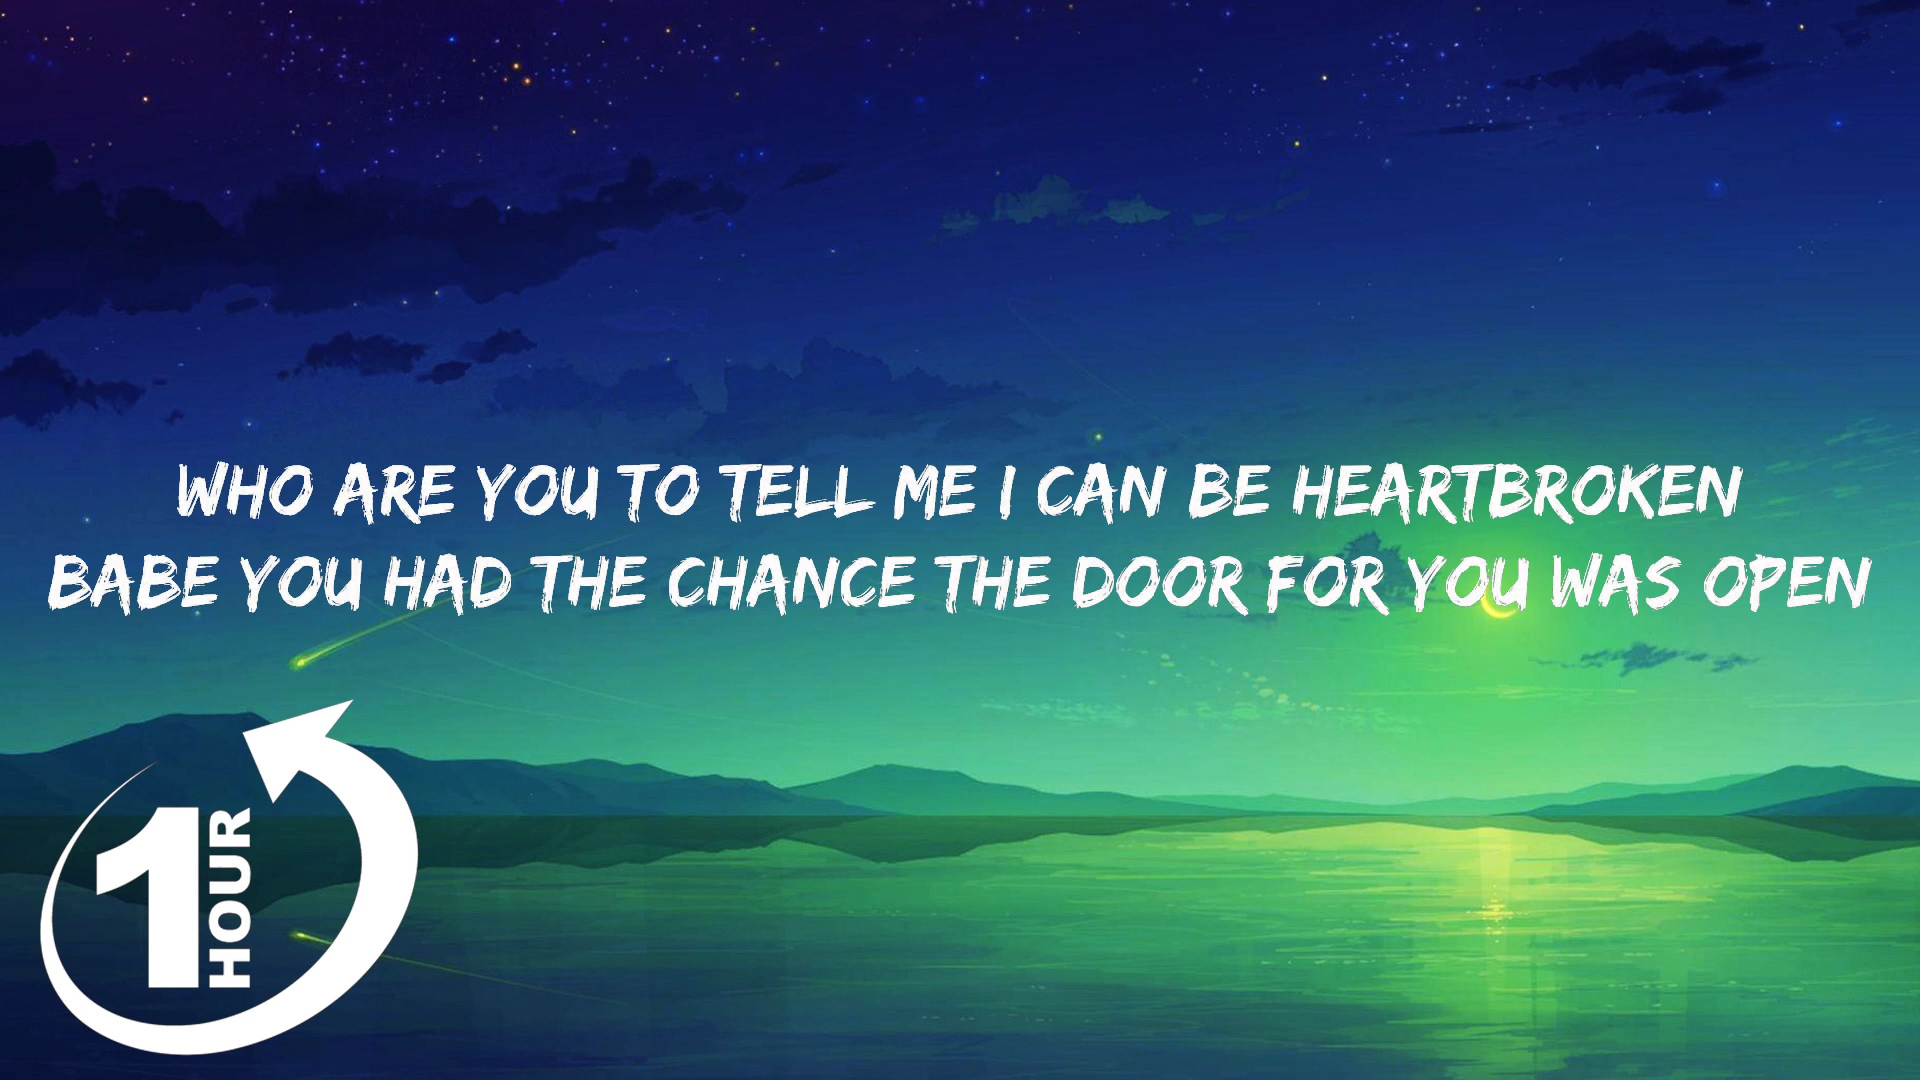 WHO ARE YOU TO TELL ME I CAN BE HEARTBROKEN
BABE YOU HAD THE CHANCE THE DOOR FOR YOU WAS OPEN
1 HOUR